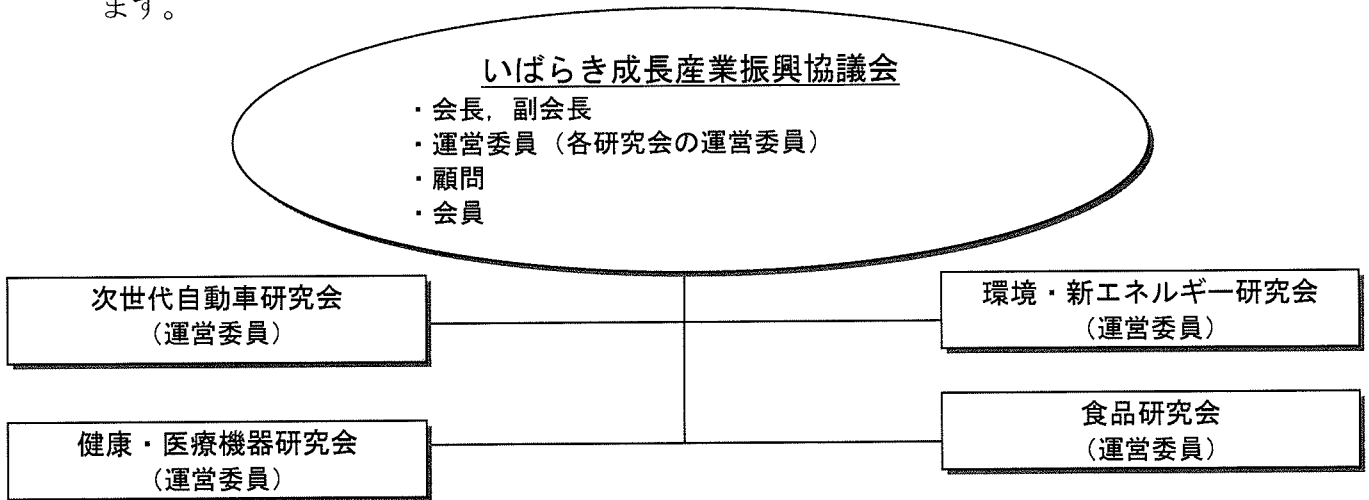 ます。
いばらき成長産業振興協議会
・会長，副会長
・運営委員（各研究会の運営委員）
・顧問
・会員
次世代自動車研究会
（運営委員）
環境・新エネルギー研究会
（運営委員）
健康・医療機器研究会
（運営委員）
食品研究会
（運営委員）